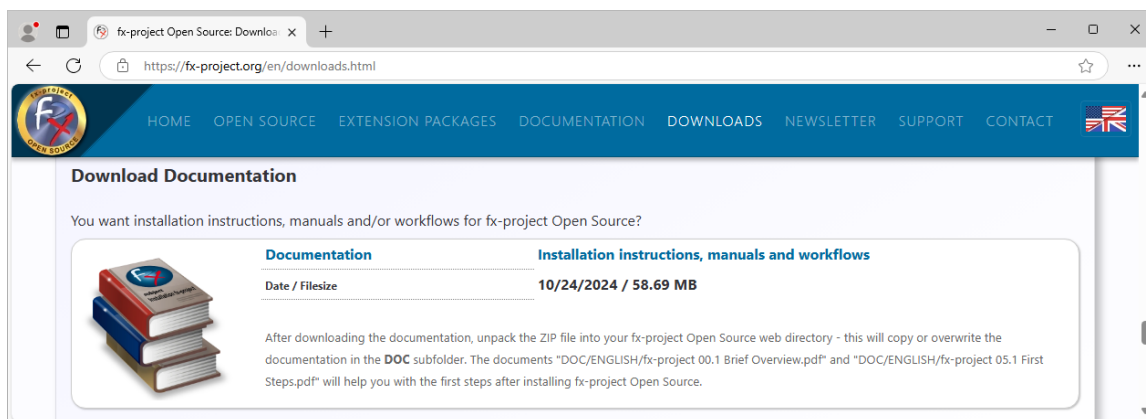 fx-project Open Source: Downloa
https://fx-project.org/en/downloads.html
fx-project
Fx
OPEN SOURCE
HOME OPEN SOURCE EXTENSION PACKAGES DOCUMENTATION DOWNLOADS NEWSLETTER SUPPORT CONTACT
Download Documentation
You want installation instructions, manuals and/or workflows for fx-project Open Source?
Documentation Installation instructions, manuals and workflows
Date / Filesize 10/24/2024 / 58.69 MB
After downloading the documentation, unpack the ZIP file into your fx-project Open Source web directory - this will copy or overwrite the
documentation in the DOC subfolder. The documents "DOC/ENGLISH/fx-project 00.1 Brief Overview.pdf" and "DOC/ENGLISH/fx-project 05.1 First
Steps.pdf" will help you with the first steps after installing fx-project Open Source.